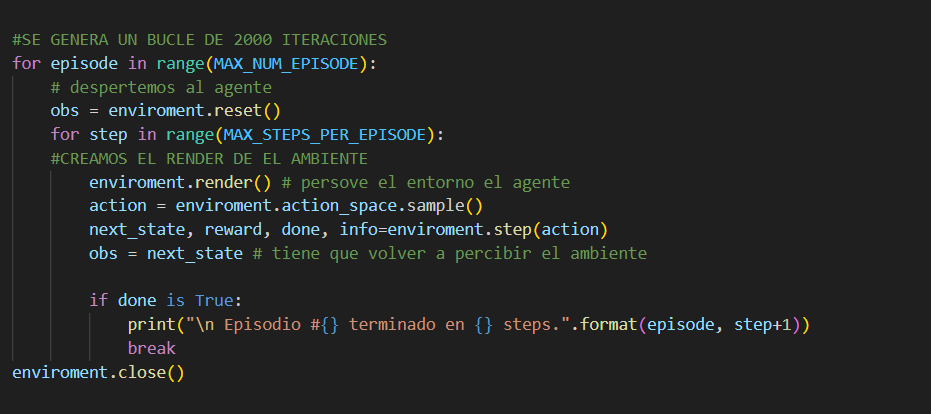 #SE GENERA UN BUCLE DE 2000 ITERACIONES
for episode in range(MAX_NUM_EPISODE):
    # despertemos al agente
    obs = enviroment.reset()
    for step in range(MAX_STEPS_PER_EPISODE):
    #CREAMOS EL RENDER DE EL AMBIENTE
        enviroment.render() # persove el entorno el agente
        action = enviroment.action_space.sample()
        next_state, reward, done, info=enviroment.step(action)
        obs = next_state # tiene que volver a percibir el ambiente

        if done is True:
            print("\n Episodio #{} terminado en {} steps.".format(episode, step+1))
            break
enviroment.close()